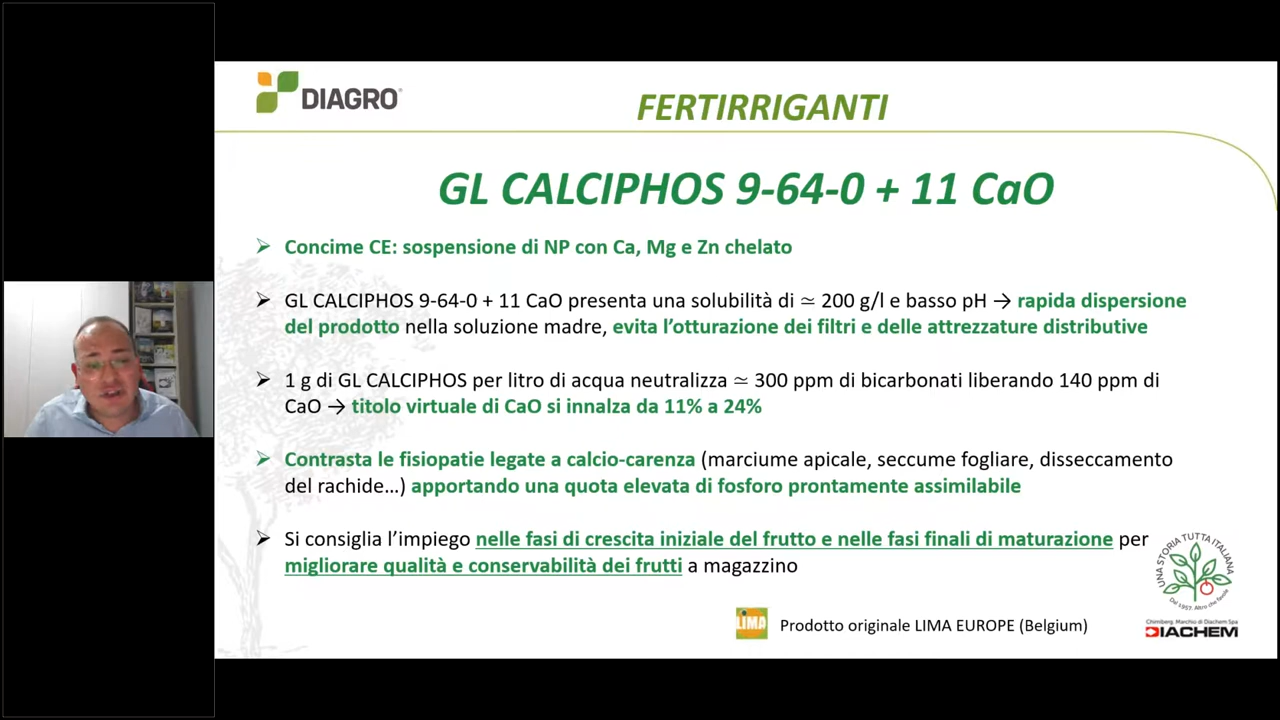 DIAGRO®
FERTIRRIGANTI
GL CALCIPHOS 9-64-0 + 11 CaO
Concime CE: sospensione di NP con Ca, Mg e Zn chelato
GL CALCIPHOS 9-64-0 + 11 CaO presenta una solubilità di ≃ 200 g/l e basso pH → rapida dispersione
del prodotto nella soluzione madre, evita l’otturazione dei filtri e delle attrezzature distributive
1 g di GL CALCIPHOS per litro di acqua neutralizza ≃ 300 ppm di bicarbonati liberando 140 ppm di
CaO → titolo virtuale di CaO si innalza da 11% a 24%
Contrasta le fisiopatie legate a calcio-carenza (marciume apicale, seccume fogliare, disseccamento
del rachide…) apportando una quota elevata di fosforo prontamente assimilabile
Si consiglia l’impiego nelle fasi di crescita iniziale del frutto e nelle fasi finali di maturazione per
migliorare qualità e conservabilità dei frutti a magazzino
UNA STORIA TUTTA ITALIANA
Dal 1957. Altro che favole
LIMA
Prodotto originale LIMA EUROPE (Belgium)
Chimiberg. Marchio di Diachem Spa
DIACHEM